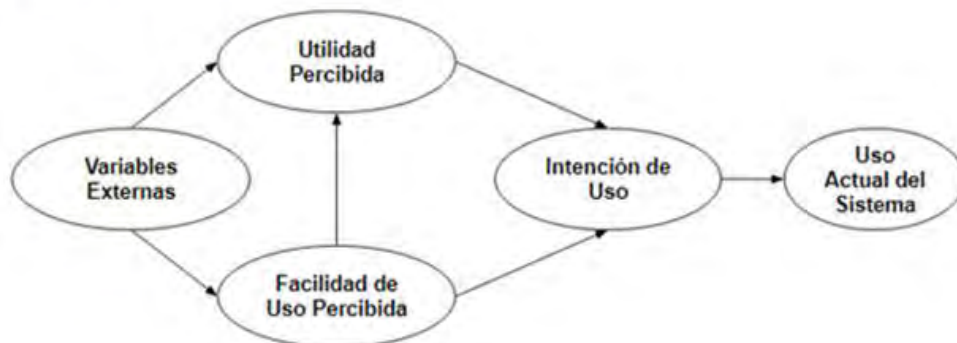 Utilidad
Percibida
Variables
Externas
Intención de
Uso
Uso
Actual del
Sistema
Facilidad de
Uso Percibida